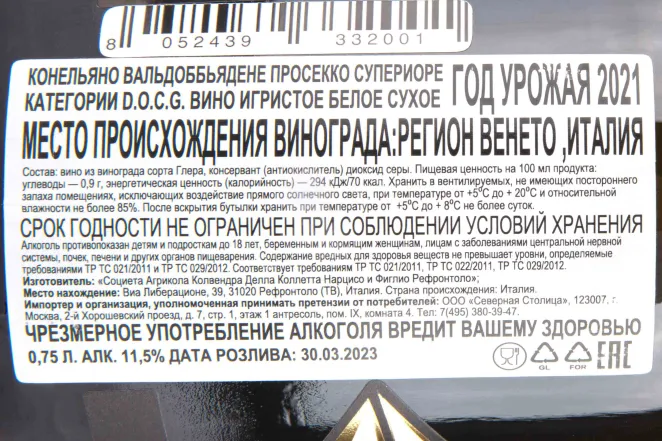 8 052439 332001
КОНЕЛЬЯНО ВАЛЬДОББЬЯДЕНЕ ПРОСЕККО СУПЕРИОРЕ
КАТЕГОРИИ D.O.C.G. ВИНО ИГРИСТОЕ БЕЛОЕ СУХОЕ
ГОД УРОЖАЯ 2021
МЕСТО ПРОИСХОЖДЕНИЯ ВИНОГРАДА:РЕГИОН ВЕНЕТО ,ИТАЛИЯ
Состав: вино из винограда сорта Глера, консервант (антиокислитель) диоксид серы. Пищевая ценность на 100 мл продукта:
углеводы — 0,9 г, энергетическая ценность (калорийность) — 294 кДж/70 ккал. Хранить в вентилируемых, не имеющих постороннего
запаха помещениях, исключающих воздействие прямого солнечного света, при температуре от +5°С до + 20°С и относительной
влажности не более 85%. После вскрытия бутылки хранить при температуре от +5°С до + 8°С не более суток.
СРОК ГОДНОСТИ НЕ ОГРАНИЧЕН ПРИ СОБЛЮДЕНИИ УСЛОВИЙ ХРАНЕНИЯ
Алкоголь противопоказан детям и подросткам до 18 лет, беременным и кормящим женщинам, лицам с заболеваниями центральной нервной
системы, почек, печени и других органов пищеварения. Содержание вредных для здоровья веществ не превышает уровни, определяемые
требованиями ТР ТС 021/2011 и ТР ТС 029/2012. Соответствует требованиям ТР ТС 021/2011, ТР ТС 022/2011, ТР ТС 029/2012.
Изготовитель: «Социета Агрикола Колвендра Делла Коллетта Нарцисо и Фиглио Рефронтоло»;
Место нахождение: Виа Либерационе, 39, 31020 Рефронтоло (ТВ), Италия. Страна происхождения: Италия.
Импортер и организация, уполномоченная принимать претензии от потребителей: ООО «Северная Столица», 123007. г.
Москва, 2-й Хорошевский проезд, д. 7, стр. 1, этаж 1 антресоль, пом. IX, комната 4. Тел: 7(495) 380-39-47.
ЧРЕЗМЕРНОЕ УПОТРЕБЛЕНИЕ АЛКОГОЛЯ ВРЕДИТ ВАШЕМУ ЗДОРОВЬЮ
0,75 Л. АЛК. 11,5% ДАТА РОЗЛИВА: 30.03.2023
GL FOR EAC